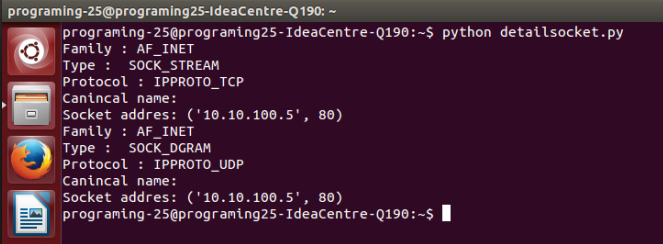 programing-25@programing25-IdeaCentre-Q190: ~
programing-25@programing25-IdeaCentre-Q190:~$ python detailsocket.py
Family : AF_INET
Type :  SOCK_STREAM
Protocol : IPPROTO_TCP
Canincal name:
Socket addres: ('10.10.100.5', 80)
Family : AF_INET
Type :  SOCK_DGRAM
Protocol : IPPROTO_UDP
Canincal name:
Socket addres: ('10.10.100.5', 80)
programing-25@programing25-IdeaCentre-Q190:~$